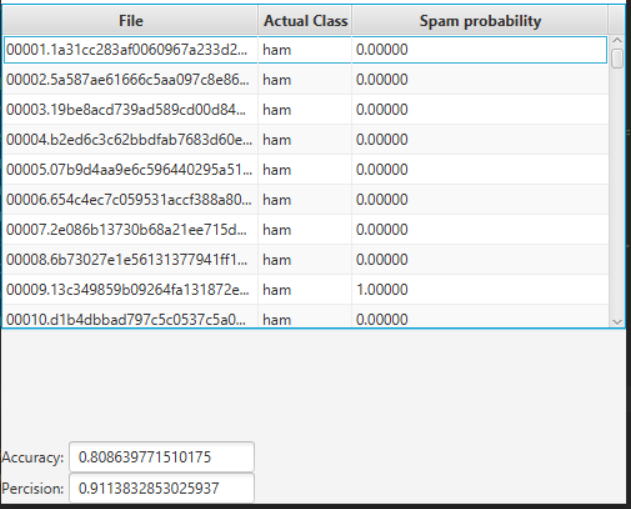 File Actual Class Spam probability
00001.1a31cc283af0060967a233d2... ham 0.00000
00002.5a587ae61666c5aa097c8e86... ham 0.00000
00003.19be8acd739ad589cd00d84... ham 0.00000
00004.b2ed6c3c62bbdfab7683d60e... ham 0.00000
00005.07b9d4aa9e6c596440295a51... ham 0.00000
00006.654c4ec7c059531accf388a80... ham 0.00000
00007.2e086b13730b68a21ee715d... ham 0.00000
00008.6b73027e1e56131377941ff1... ham 0.00000
00009.13c349859b09264fa131872e... ham 1.00000
00010.d1b4dbbad797c5c0537c5a0... ham 0.00000
Accuracy: 0.808639771510175
Percision: 0.9113832853025937